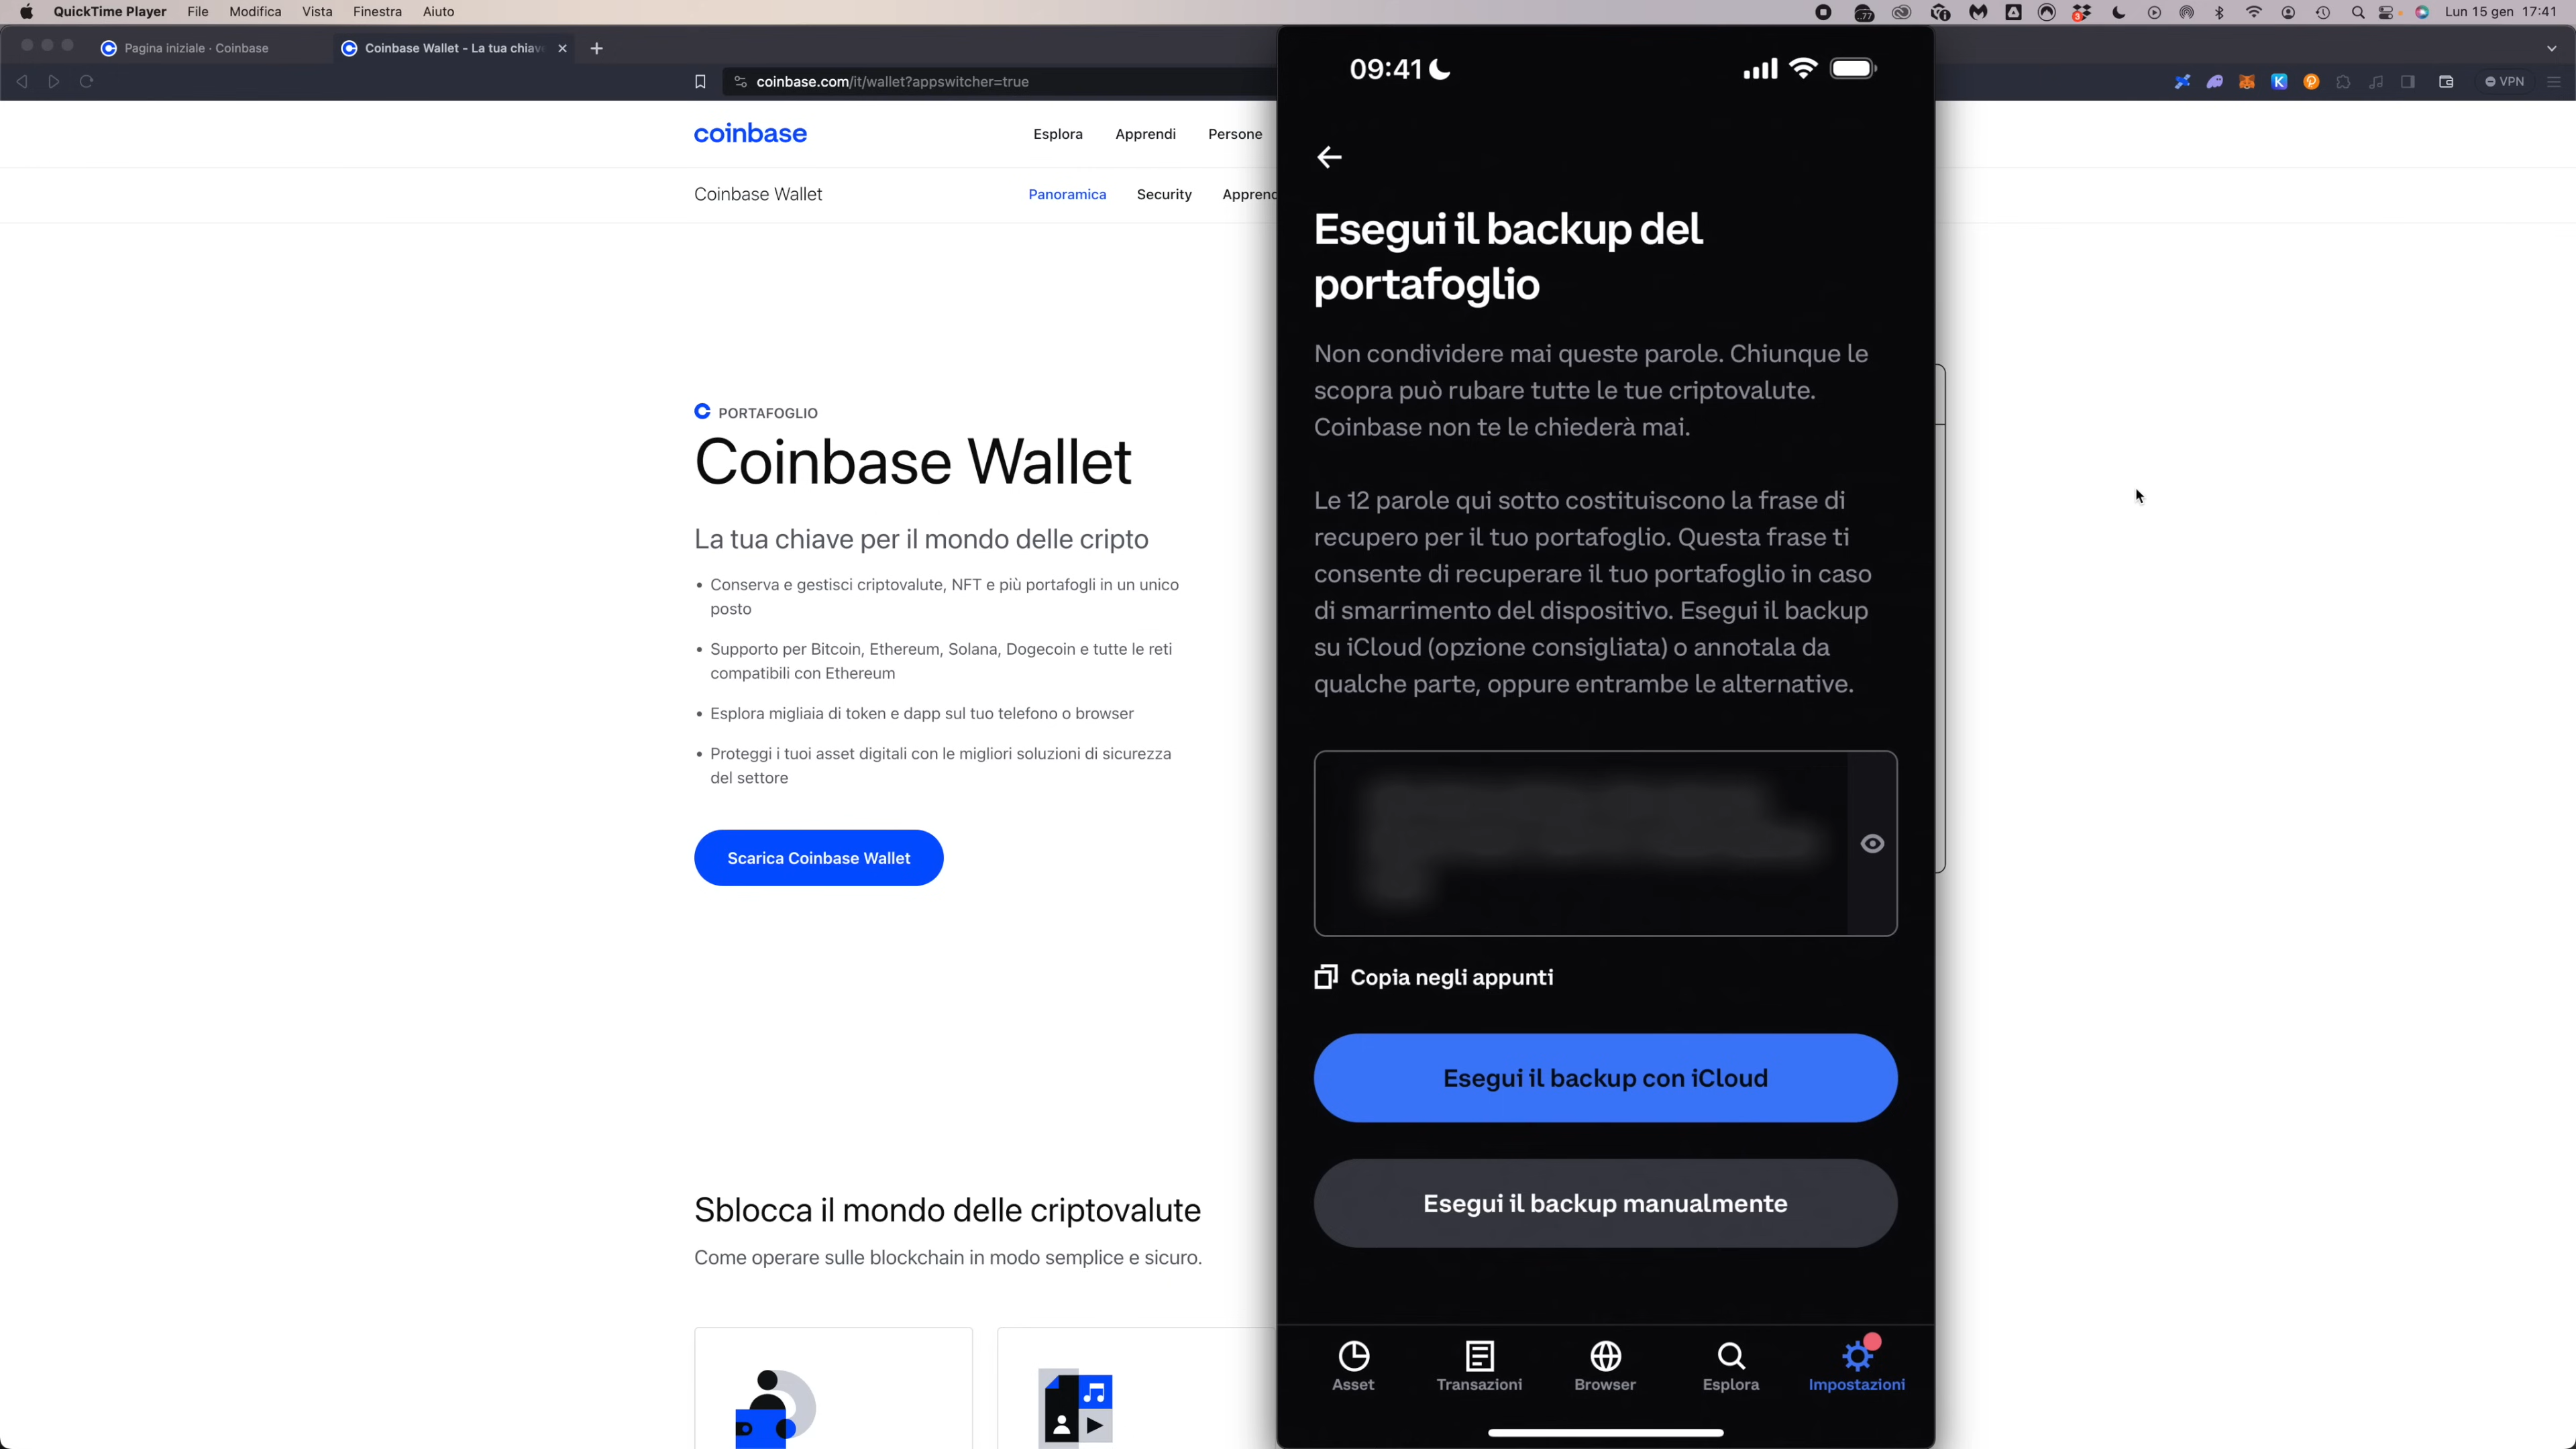 QuickTime Player File Modifica Vista Finestra Aiuto
77
3
Lun 15 gen 17:41
Pagina iniziale · Coinbase
Coinbase Wallet - La tua chiav
coinbase.com/it/wallet?appswitcher=true
VPN
coinbase
Esplora Apprendi Persone
Coinbase Wallet
Panoramica Security Apprend
PORTAFOGLIO
Coinbase Wallet
La tua chiave per il mondo delle cripto
• Conserva e gestisci criptovalute, NFT e più portafogli in un unico
posto
• Supporto per Bitcoin, Ethereum, Solana, Dogecoin e tutte le reti
compatibili con Ethereum
• Esplora migliaia di token e dapp sul tuo telefono o browser
• Proteggi i tuoi asset digitali con le migliori soluzioni di sicurezza
del settore
Scarica Coinbase Wallet
Sblocca il mondo delle criptovalute
Come operare sulle blockchain in modo semplice e sicuro.
09:41
Esegui il backup del
portafoglio
Non condividere mai queste parole. Chiunque le
scopra può rubare tutte le tue criptovalute.
Coinbase non te le chiederà mai.
Le 12 parole qui sotto costituiscono la frase di
recupero per il tuo portafoglio. Questa frase ti
consente di recuperare il tuo portafoglio in caso
di smarrimento del dispositivo. Esegui il backup
su iCloud (opzione consigliata) o annotala da
qualche parte, oppure entrambe le alternative.
Copia negli appunti
Esegui il backup con iCloud
Esegui il backup manualmente
Asset Transazioni Browser Esplora Impostazioni